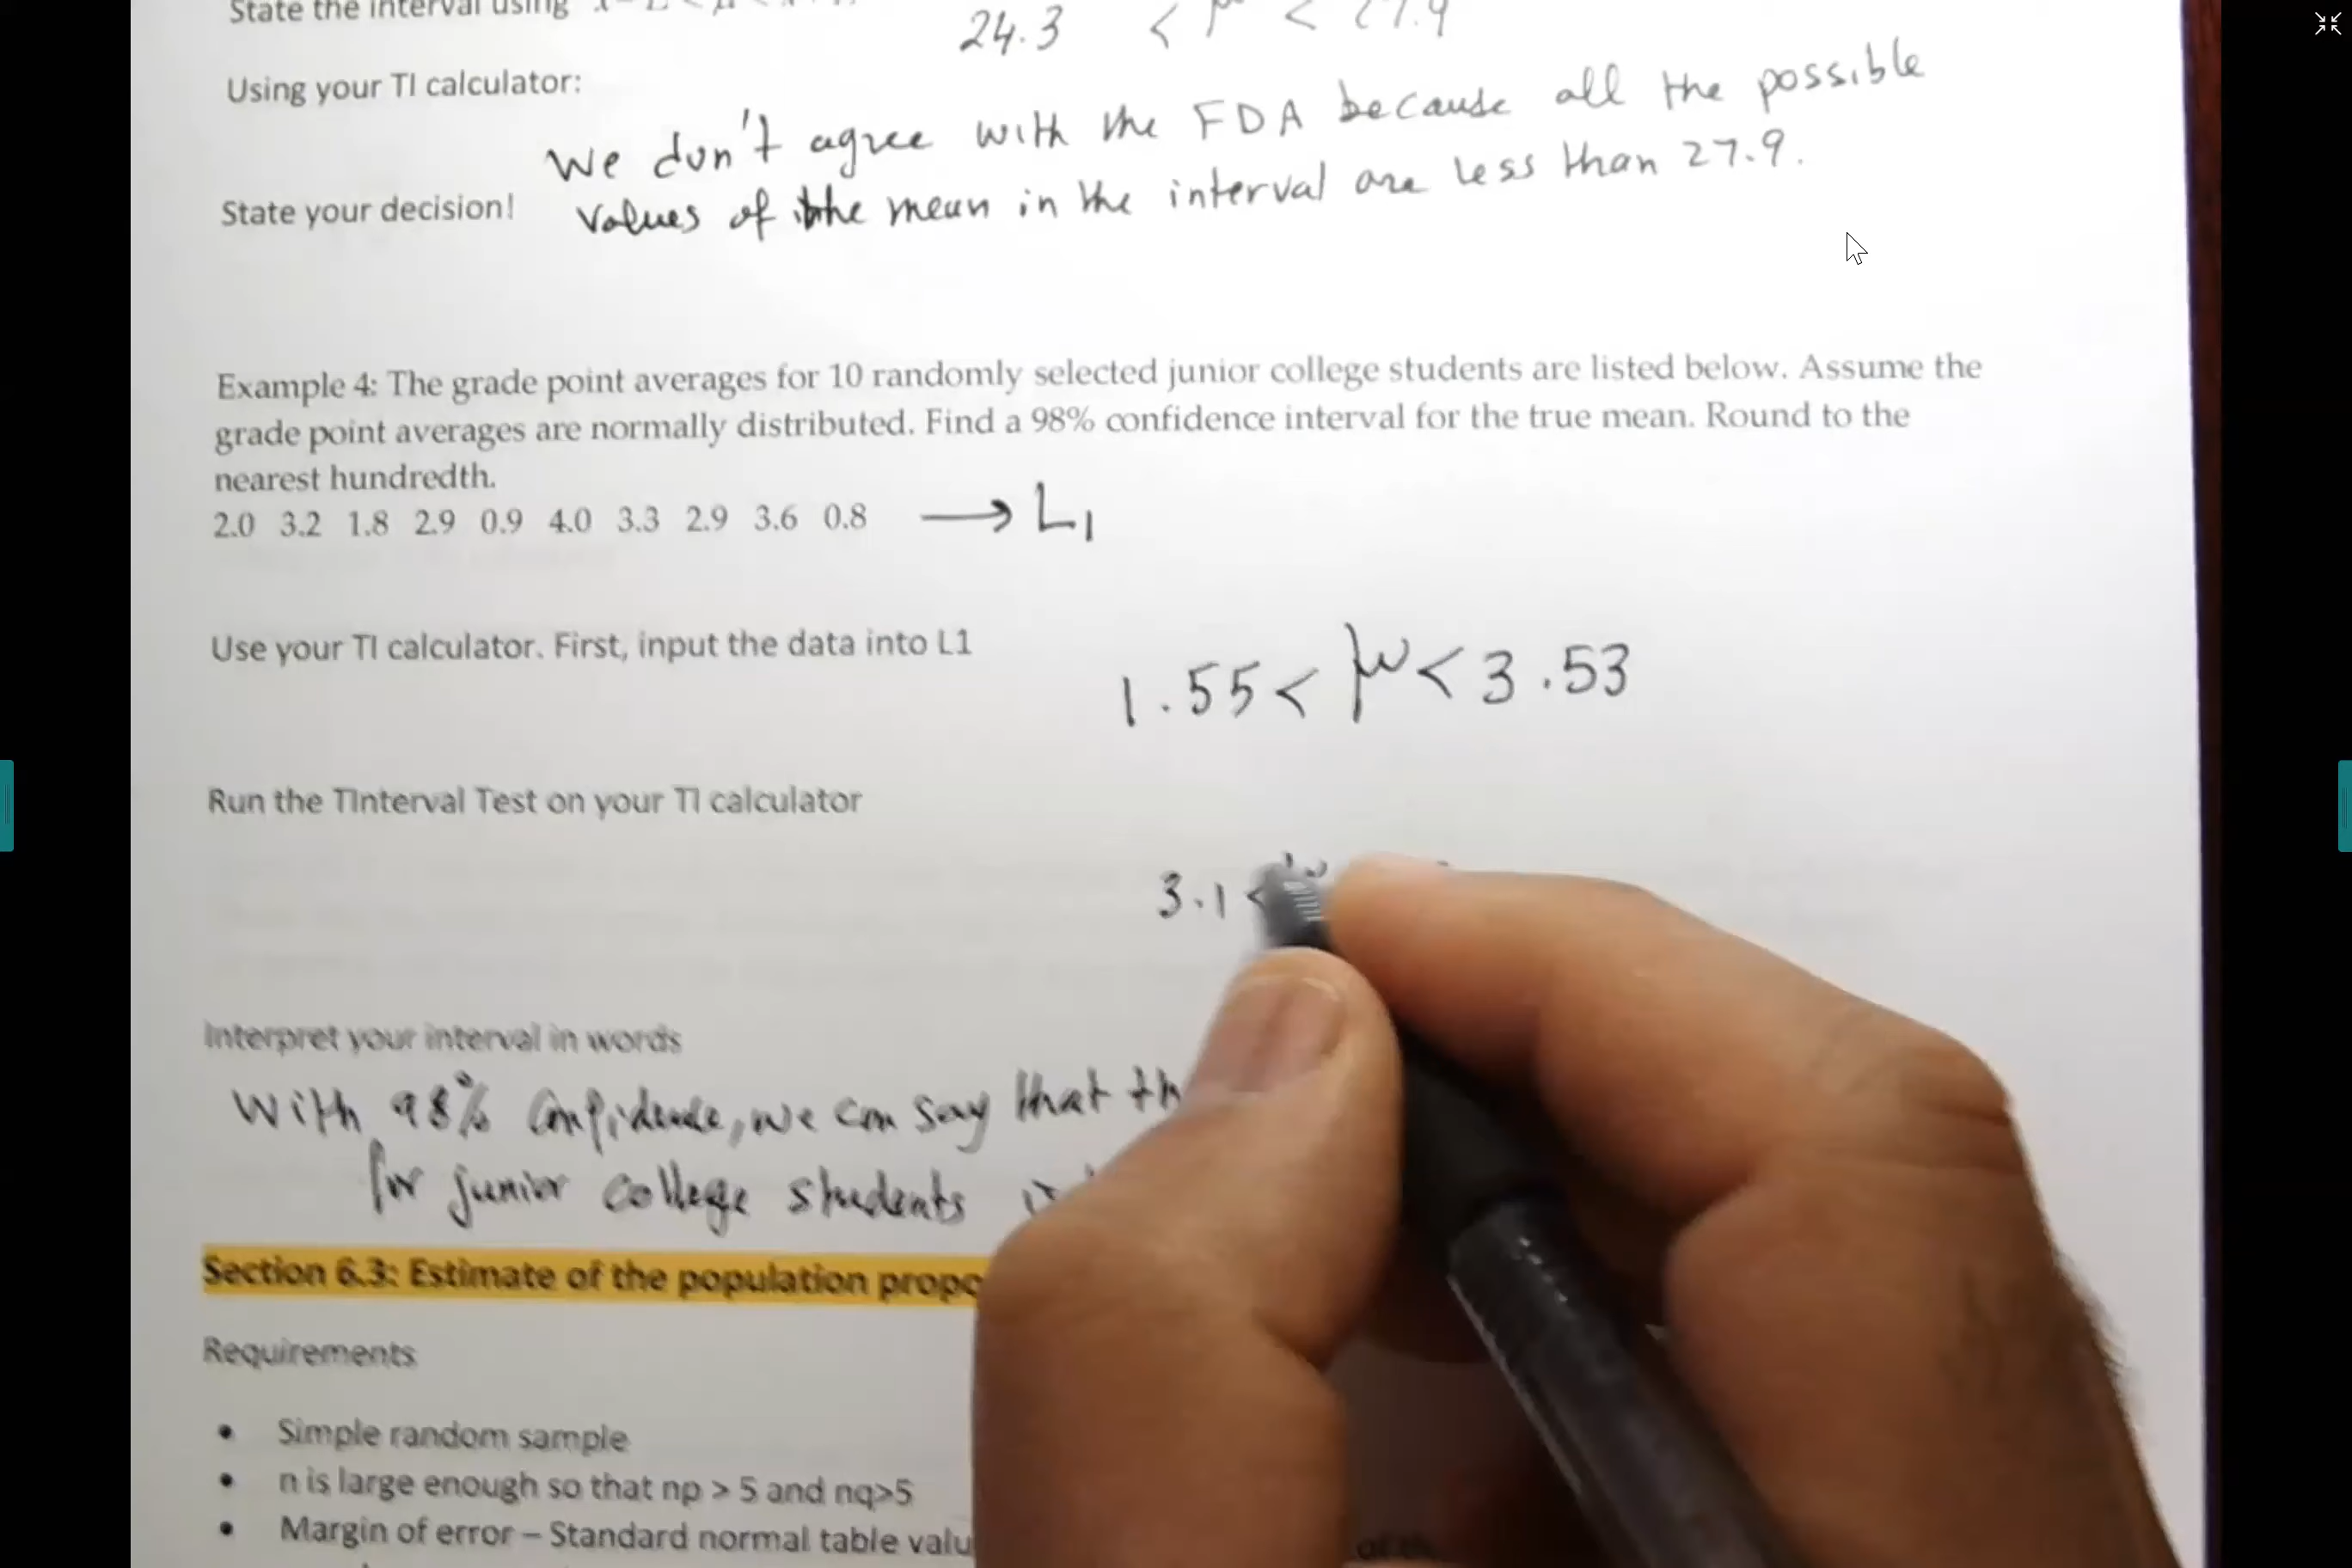 State the interval using
24.3 < μ < 27.9
Using your TI calculator:
We don't agree with the FDA because all the possible
State your decision! values of the mean in the interval are less than 27.9.
Example 4: The grade point averages for 10 randomly selected junior college students are listed below. Assume the
grade point averages are normally distributed. Find a 98% confidence interval for the true mean. Round to the
nearest hundredth.
2.0 3.2 1.8 2.9 0.9 4.0 3.3 2.9 3.6 0.8 → L1
Use your TI calculator. First, input the data into L1
1.55 < μ < 3.53
Run the TInterval Test on your TI calculator
3.1 <
Interpret your interval in words
With 98% Confidence, we can say that th
for junior college students
Section 6.3: Estimate of the population propo
Requirements
• Simple random sample
• n is large enough so that np > 5 and nq>5
• Margin of error – Standard normal table valu